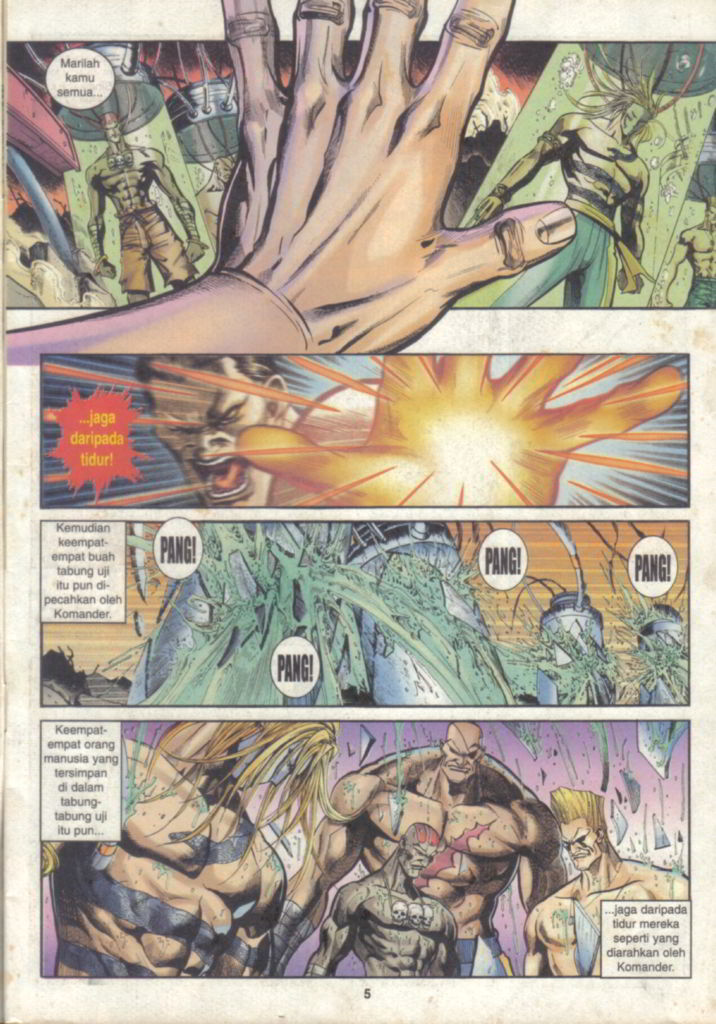 Marilah
kamu
semua...
...jaga
daripada
tidur!
Kemudian
keempat-
empat buah
tabung uji
itu pun di-
pecahkan oleh
Komander.
PANG!
PANG!
PANG!
PANG!
Keempat-
empat orang
manusia yang
tersimpan
di dalam
tabung-
tabung uji
itu pun...
...jaga daripada
tidur mereka
seperti yang
diarahkan oleh
Komander.
5